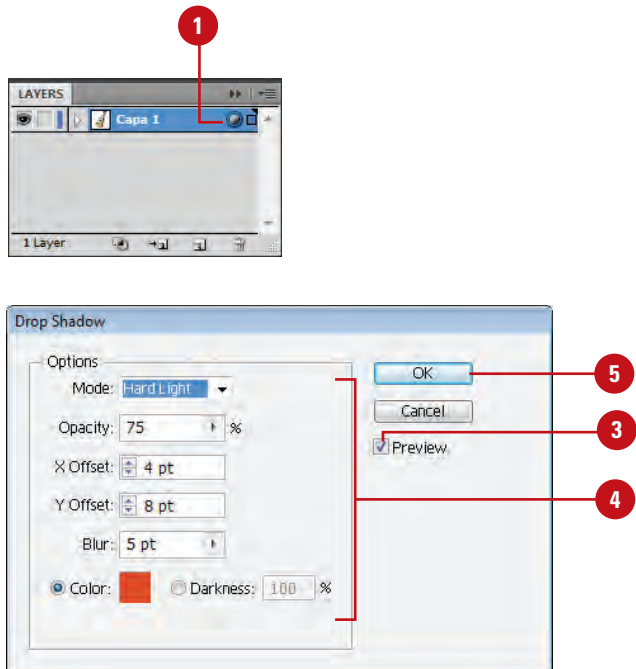 1
LAYERS
Capa 1
1 Layer
Drop Shadow
Options
Mode: Hard Light
OK
5
Opacity: 75 %
Cancel
3
Preview
X Offset: 4 pt
Y Offset: 8 pt
4
Blur: 5 pt
Color: Darkness: 100 %